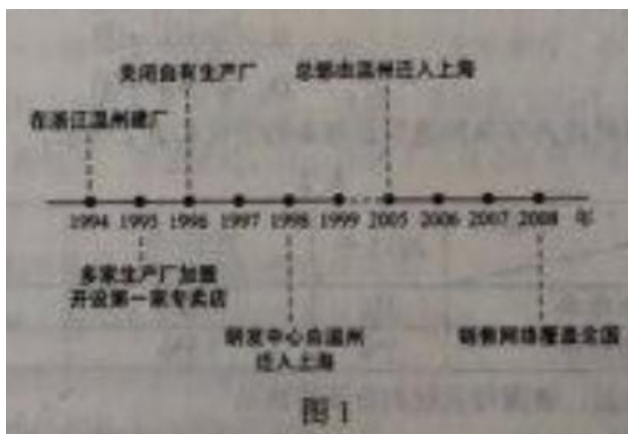 关闭自有生产厂
总部由温州迁入上海
在浙江温州建厂
1994 1995 1996 1997 1998 1999 2005 2006 2007 2008 年
多家生产厂加盟
开设第一家专卖店
研发中心由温州
迁入上海
销售网络覆盖全国
图1